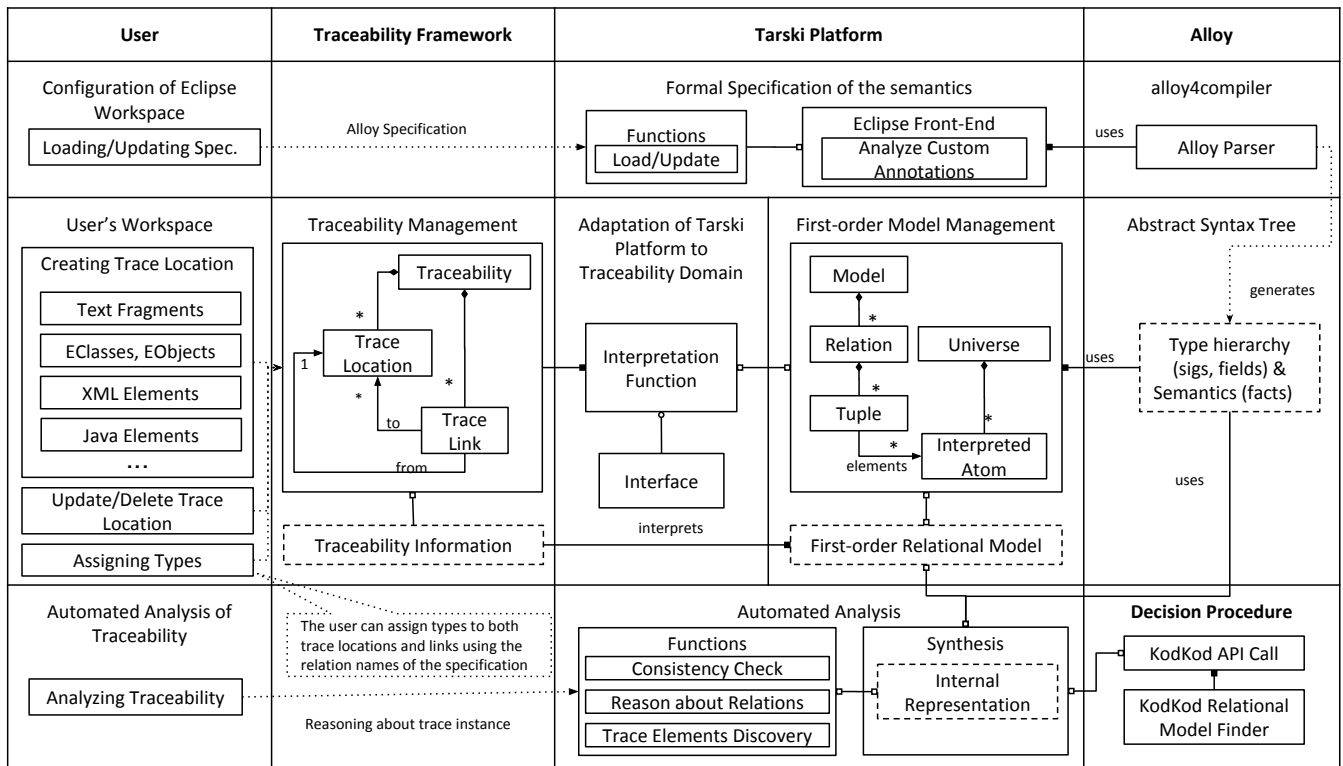 User
Traceability Framework
Tarski Platform
Alloy
Configuration of Eclipse
Workspace
Loading/Updating Spec.
Alloy Specification
Formal Specification of the semantics
Functions
Load/Update
Eclipse Front-End
Analyze Custom
Annotations
uses
alloy4compiler
Alloy Parser
User's Workspace
Creating Trace Location
Text Fragments
EClasses, EObjects
XML Elements
Java Elements
...
Update/Delete Trace
Location
Assigning Types
Traceability Management
Traceability
*
Trace
Location
1
*
*
to
Trace
Link
from
Traceability Information
Adaptation of Tarski
Platform to
Traceability Domain
Interpretation
Function
Interface
interprets
First-order Model Management
Model
*
Relation
Universe
*
Tuple
*
*
elements
Interpreted
Atom
First-order Relational Model
Abstract Syntax Tree
generates
uses
Type hierarchy
(sigs, fields) &
Semantics (facts)
uses
Automated Analysis of
Traceability
Analyzing Traceability
The user can assign types to both
trace locations and links using the
relation names of the specification
Reasoning about trace instance
Automated Analysis
Functions
Consistency Check
Reason about Relations
Trace Elements Discovery
Synthesis
Internal
Representation
Decision Procedure
KodKod API Call
KodKod Relational
Model Finder